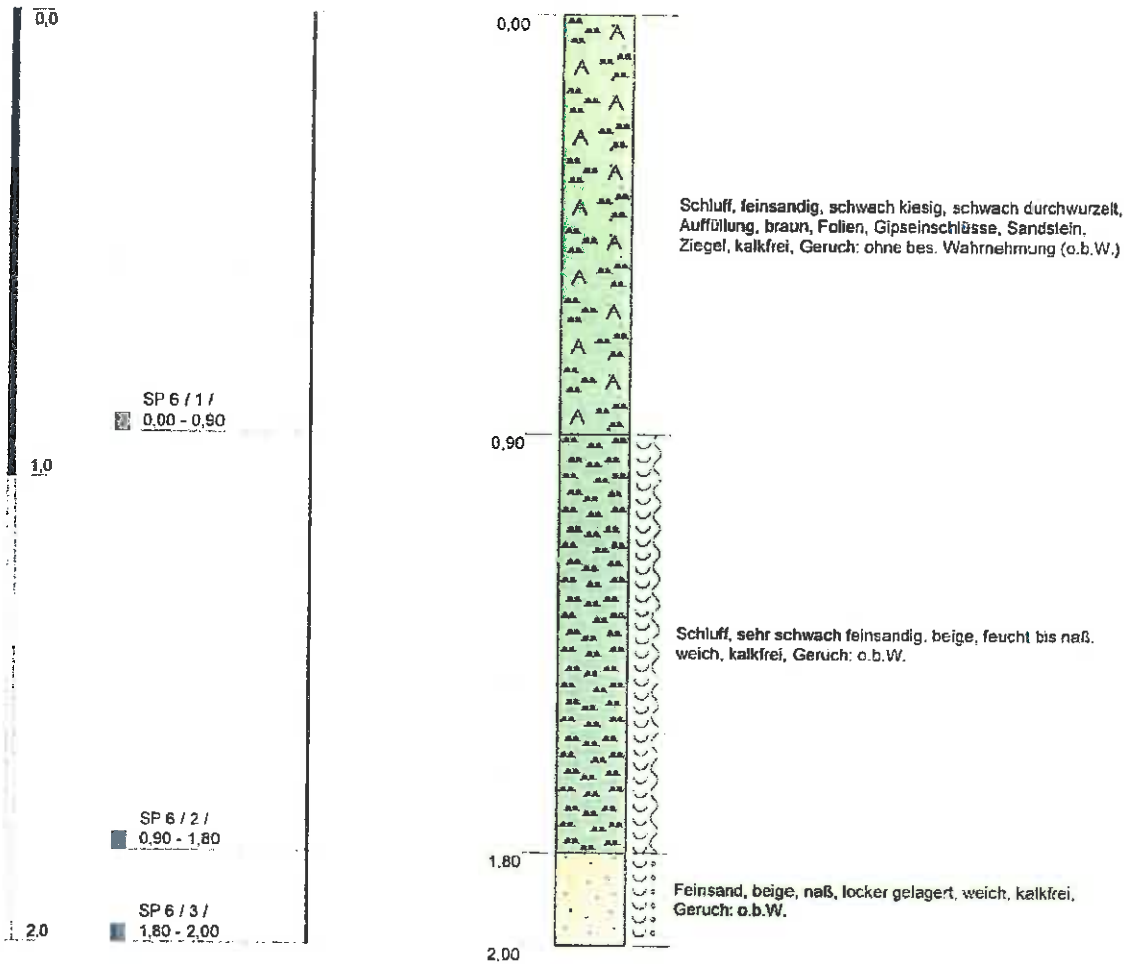 0,0
1,0
2.0
SP 6 / 1 /
0,00 - 0,90
SP 6 / 2 /
0,90 - 1,80
SP 6 / 3 /
1,80 - 2,00
0,00
0,90
1.80
2,00
Schluff, feinsandig, schwach kiesig, schwach durchwurzelt,
Auffüllung, braun, Folien, Gipseinschlüsse, Sandstein,
Ziegel, kalkfrei, Geruch: ohne bes. Wahrnehmung (o.b.W.)
Schluff, sehr schwach feinsandig, beige, feucht bis naß,
weich, kalkfrei, Geruch: o.b.W.
Feinsand, beige, naß, locker gelagert, weich, kalkfrei,
Geruch: o.b.W.